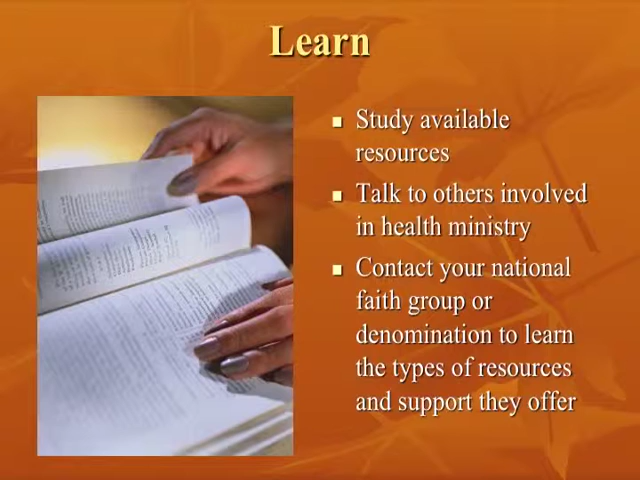 Learn
Study available
resources
Talk to others involved
in health ministry
Contact your national
faith group or
denomination to learn
the types of resources
and support they offer